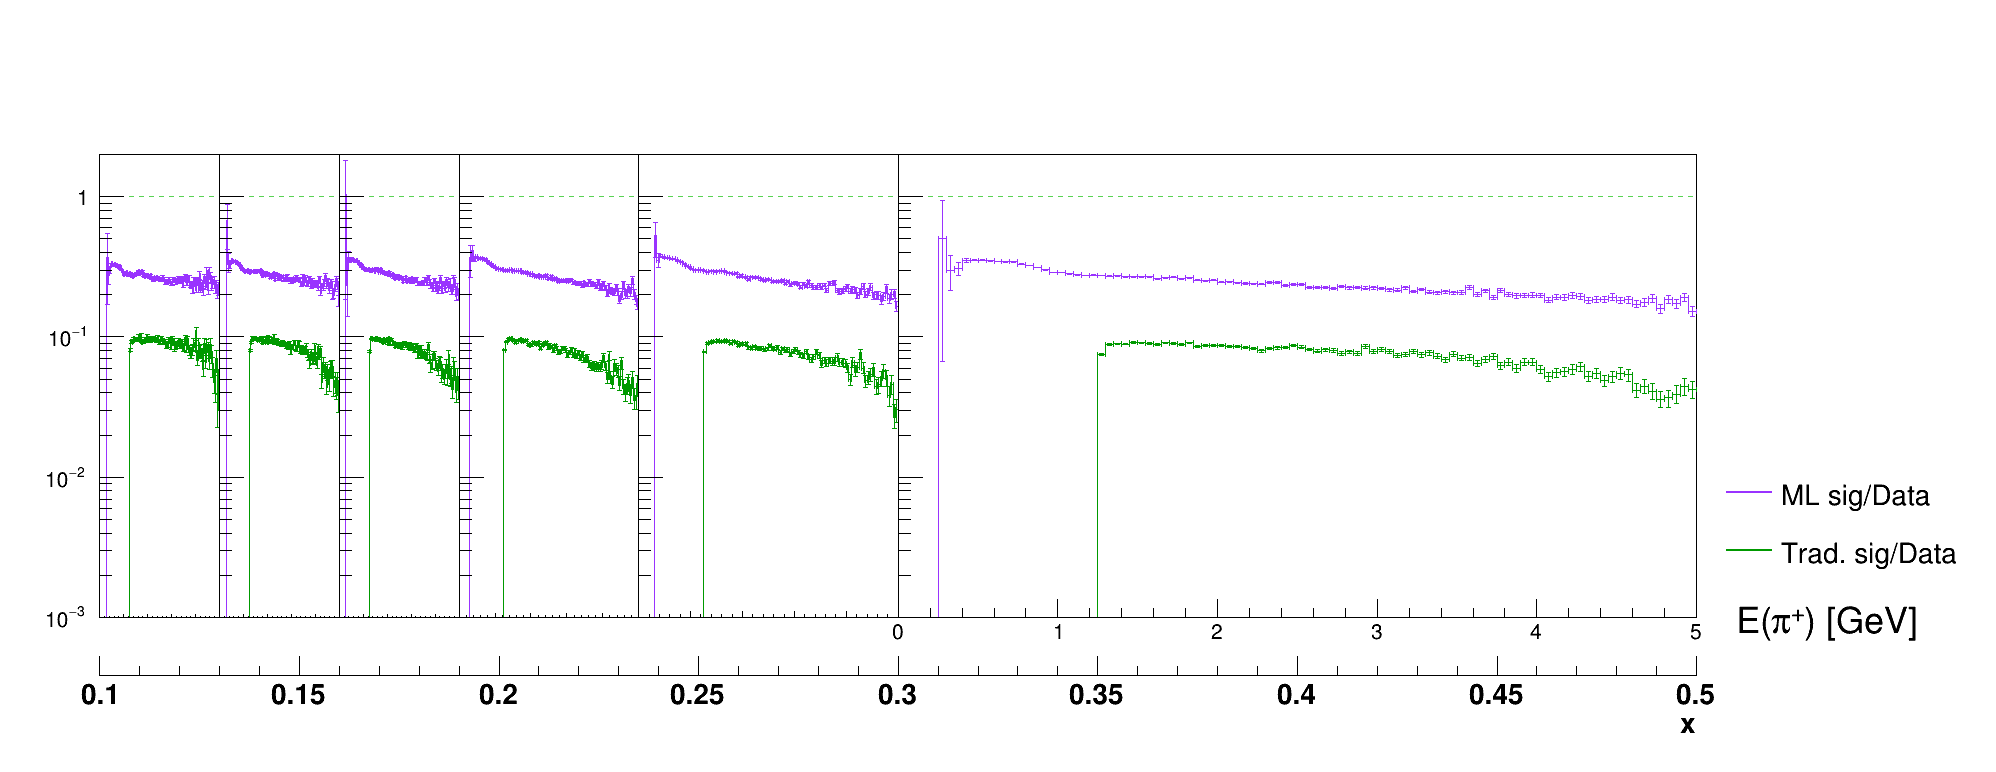 1
10⁻¹
10⁻²
10⁻³
ML sig/Data
Trad. sig/Data
0 1 2 3 4 5
E(π⁺) [GeV]
0.1 0.15 0.2 0.25 0.3 0.35 0.4 0.45 0.5
x